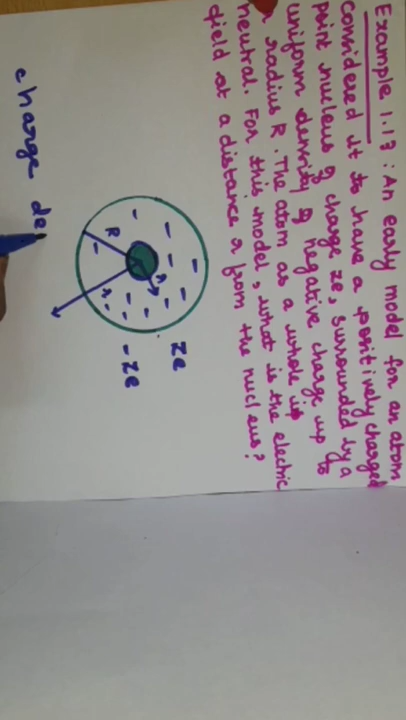 Example 1.13 : An early model for an atom
considered it to have a positively charged
point nucleus of charge ze, surrounded by a
uniform density of negative charge up to
radius R. The atom as a whole is
neutral. For this model, what is the electric
field at a distance r from the nucleus?
ze
-ze
R
r
r
charge de